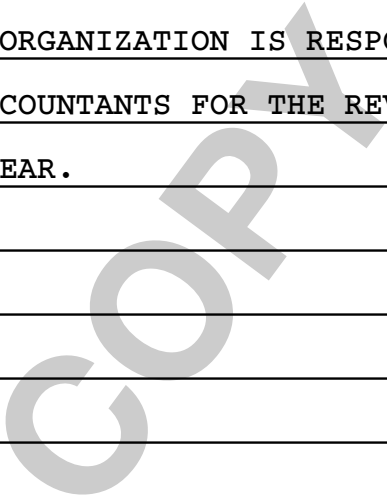 ORGANIZATION IS RESPO
COUNTANTS FOR THE REV
EAR.
COPY